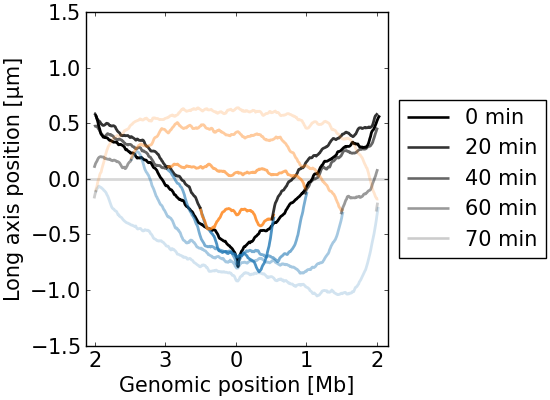 1.5
1.0
0.5
0.0
−0.5
−1.0
−1.5
Long axis position [μm]
2 3 0 1 2
Genomic position [Mb]
0 min
20 min
40 min
60 min
70 min